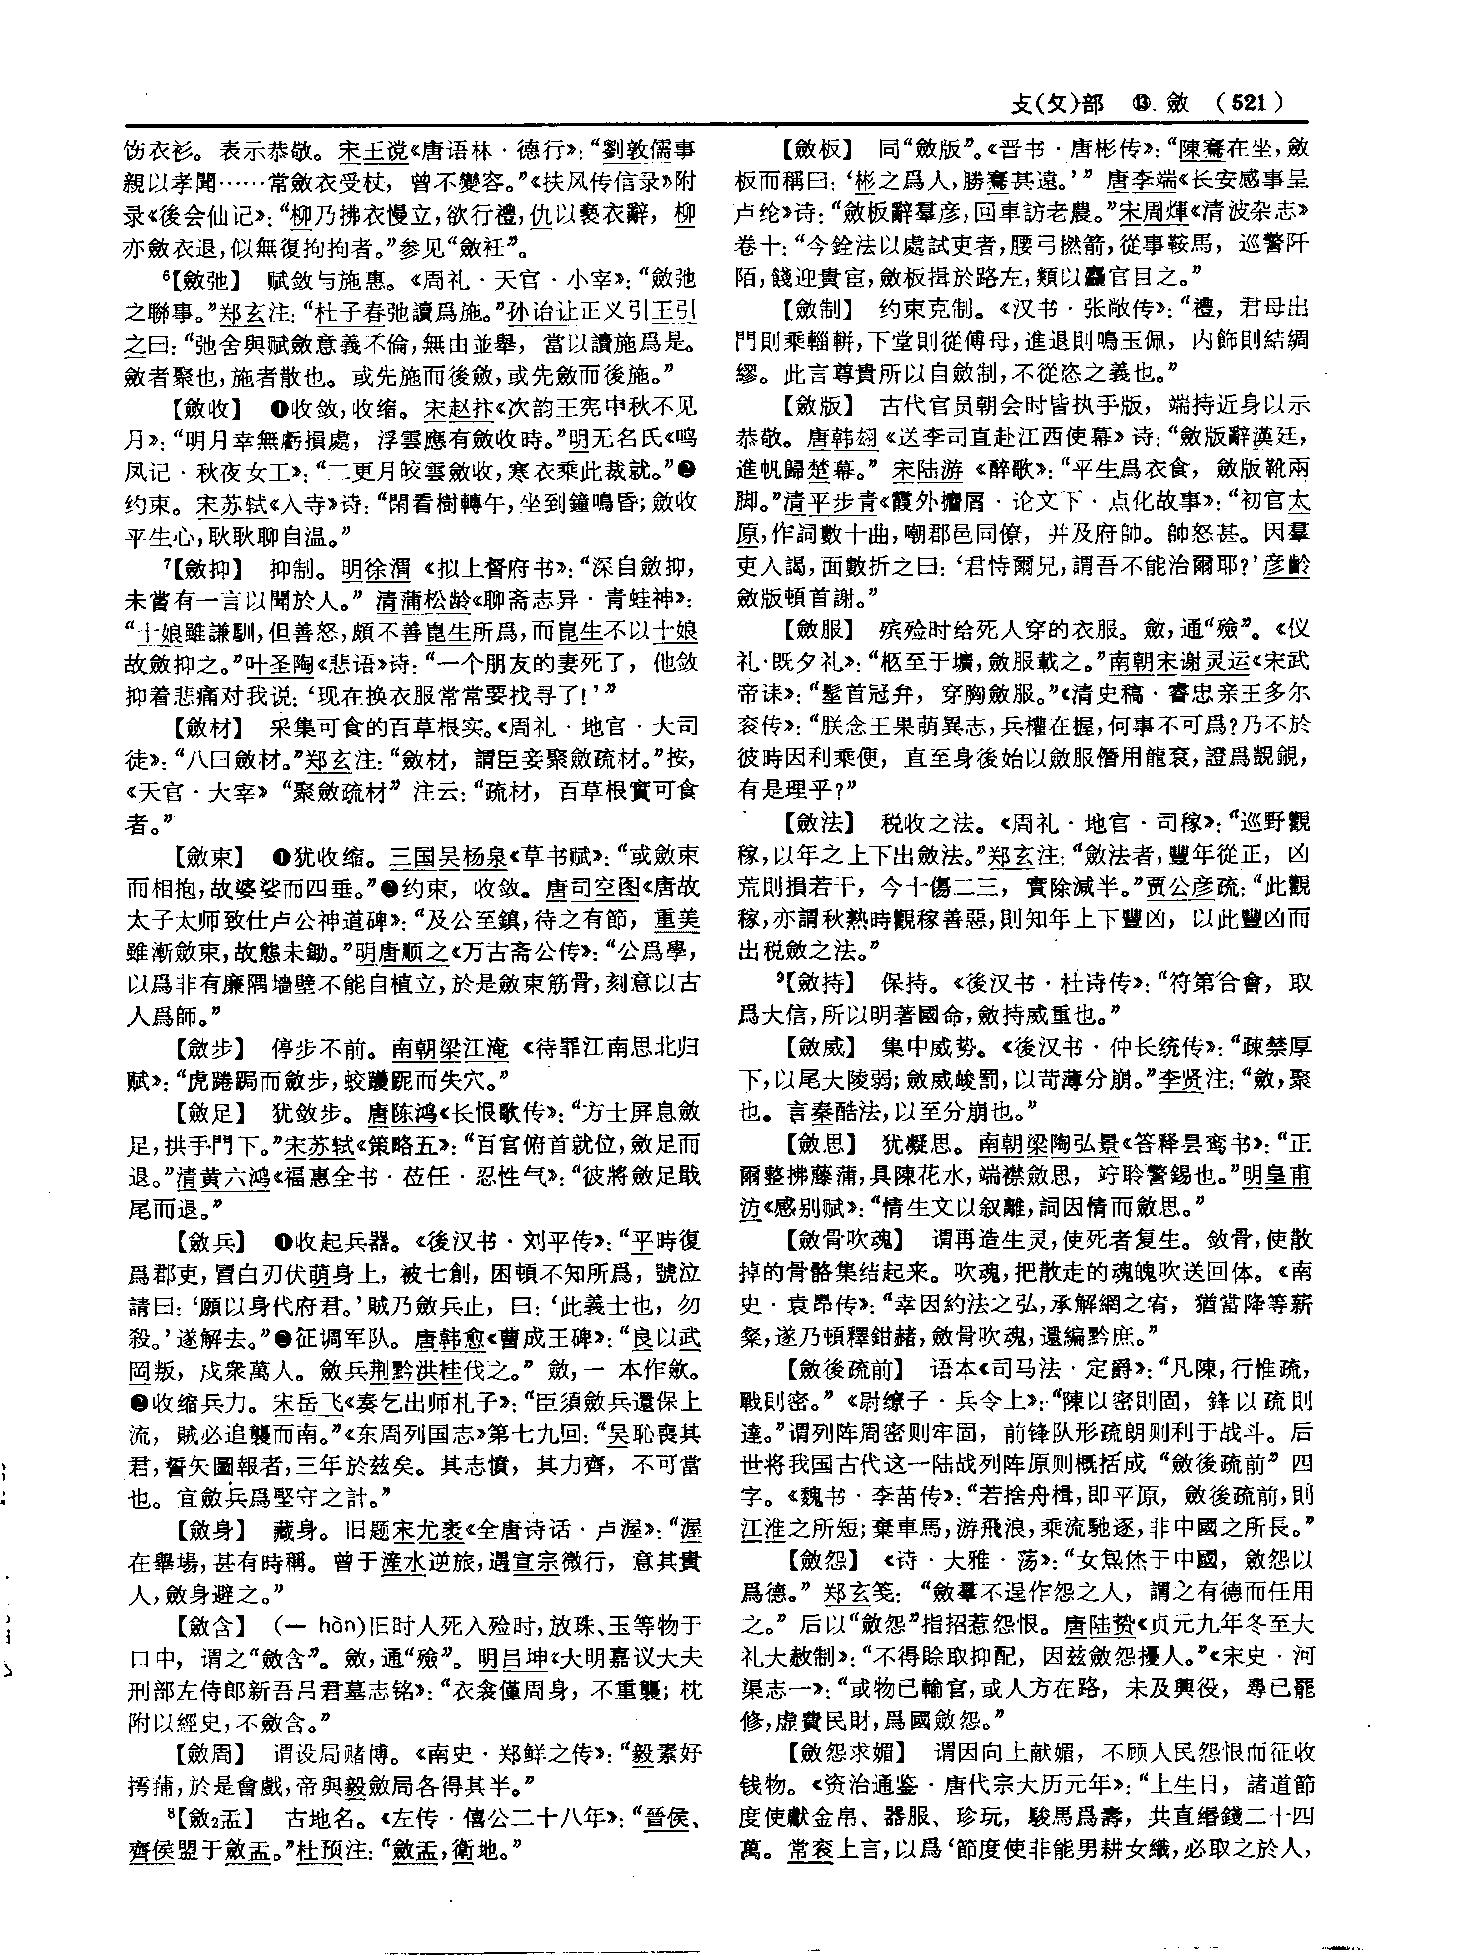 攴(攵)部 ⓭ 斂 (521)
饬衣衫。表示恭敬。宋王谠《唐语林·德行》：“劉敦儒事
親以孝聞……常斂衣受杖，曾不變容。”《扶风传信录》附
录《後会仙记》：“柳乃拂衣慢立，欲行禮，仇以褻衣辭，柳
亦斂衣退，似無復拘拘者。”参见“斂衽”。
⁶【斂弛】 赋敛与施惠。《周礼·天官·小宰》：“斂弛
之聯事。”郑玄注：“杜子春弛讀爲施。”孙诒让正义引王引
之曰：“弛舍與赋斂意義不倫，無由並舉，當以讀施爲是。
斂者聚也，施者散也。或先施而後斂，或先斂而後施。”
【斂收】 ❶收敛，收缩。宋赵抃《次韵王宪中秋不见
月》：“明月幸無虧損處，浮雲應有斂收時。”明无名氏《鸣
凤记·秋夜女工》：“二更月皎雲斂收，寒衣乘此裁就。”❷
约束。宋苏轼《入寺》诗：“閑看樹轉午，坐到鐘鳴昏；斂收
平生心，耿耿聊自温。”
⁷【斂抑】 抑制。明徐渭《拟上督府书》：“深自斂抑，
未嘗有一言以聞於人。”清蒲松龄《聊斋志异·青蛙神》：
“十娘雖謙馴，但善怒，頗不善崑生所爲，而崑生不以十娘
故斂抑之。”叶圣陶《悲语》诗：“一个朋友的妻死了，他敛
抑着悲痛对我说：‘现在换衣服常常要找寻了！’”
【斂材】 采集可食的百草根实。《周礼·地官·大司
徒》：“八曰斂材。”郑玄注：“斂材，謂臣妾聚斂疏材。”按，
《天官·大宰》“聚斂疏材”注云：“疏材，百草根實可食
者。”
【斂束】 ❶犹收缩。三国吴杨泉《草书赋》：“或斂束
而相抱，故婆娑而四垂。”❷约束，收敛。唐司空图《唐故
太子太师致仕卢公神道碑》：“及公至鎮，待之有節，重美
雖漸斂束，故態未鋤。”明唐顺之《万古斋公传》：“公爲學，
以爲非有廉隅墙壁不能自植立，於是斂束筋骨，刻意以古
人爲師。”
【斂步】 停步不前。南朝梁江淹《待罪江南思北归
赋》：“虎踡跼而斂步，蛟蠖跜而失穴。”
【斂足】 犹敛步。唐陈鸿《长恨歌传》：“方士屏息斂
足，拱手門下。”宋苏轼《策略五》：“百官俯首就位，斂足而
退。”清黄六鸿《福惠全书·莅任·忍性气》：“彼將斂足戢
尾而退。”
【斂兵】 ❶收起兵器。《後汉书·刘平传》：“平時復
爲郡吏，冒白刃伏萌身上，被七創，困頓不知所爲，號泣
請曰：‘願以身代府君。’賊乃斂兵止，曰：‘此義士也，勿
殺。’遂解去。”❷征调军队。唐韩愈《曹成王碑》：“良以武
岡叛，戍衆萬人。斂兵荆黔洪桂伐之。”斂，一本作歛。
❸收缩兵力。宋岳飞《奏乞出师札子》：“臣須斂兵還保上
流，賊必追襲而南。”《东周列国志》第七九回：“吴恥喪其
君，誓矢圖報者，三年於兹矣。其志憤，其力齊，不可當
也。宜斂兵爲堅守之計。”
【斂身】 藏身。旧题宋尤袤《全唐诗话·卢渥》：“渥
在舉場，甚有時稱。曾于滻水逆旅，遇宣宗微行，意其貴
人，斂身避之。”
【斂含】 (— hàn)旧时人死入殓时，放珠、玉等物于
口中，谓之“斂含”。斂，通“殮”。明吕坤《大明嘉议大夫
刑部左侍郎新吾吕君墓志铭》：“衣衾僅周身，不重襲；枕
附以經史，不斂含。”
【斂局】 谓设局赌博。《南史·郑鲜之传》：“毅素好
摴蒱，於是會戲，帝與毅斂局各得其半。”
⁸【斂₂盂】 古地名。《左传·僖公二十八年》：“晉侯、
齊侯盟于斂盂。”杜预注：“斂盂，衛地。”
【斂板】 同“斂版”。《晋书·唐彬传》：“陳騫在坐，斂
板而稱曰：‘彬之爲人，勝騫甚遠。’”唐李端《长安感事呈
卢纶》诗：“斂板辭羣彦，回車訪老農。”宋周煇《清波杂志》
卷十：“今銓法以處試吏者，腰弓撚箭，從事鞍馬，巡警阡
陌，餞迎貴宦，斂板揖於路左，類以麤官目之。”
【斂制】 约束克制。《汉书·张敞传》：“禮，君母出
門則乘輜軿，下堂則從傅母，進退則鳴玉佩，内飾則結綢
繆。此言尊貴所以自斂制，不從恣之義也。”
【斂版】 古代官员朝会时皆执手版，端持近身以示
恭敬。唐韩翃《送李司直赴江西使幕》诗：“斂版辭漢廷，
進帆歸楚幕。”宋陆游《醉歌》：“平生爲衣食，斂版靴兩
脚。”清平步青《霞外攟屑·论文下·点化故事》：“初官太
原，作詞數十曲，嘲郡邑同僚，并及府帥。帥怒甚。因羣
吏入謁，面數折之曰：‘君恃爾兄，謂吾不能治爾耶？’彦齡
斂版頓首謝。”
【斂服】 殡殓时给死人穿的衣服。斂，通“殮”。《仪
礼·既夕礼》：“柩至于壙，斂服載之。”南朝宋谢灵运《宋武
帝诔》：“髽首冠弁，穿胸斂服。”《清史稿·睿忠亲王多尔
衮传》：“朕念王果萌異志，兵權在握，何事不可爲？乃不於
彼時因利乘便，直至身後始以斂服僭用龍衮，證爲覬覦，
有是理乎？”
【斂法】 税收之法。《周礼·地官·司稼》：“巡野觀
稼，以年之上下出斂法。”郑玄注：“斂法者，豐年從正，凶
荒則損若干，今十傷二三，實除減半。”贾公彦疏：“此觀
稼，亦謂秋熟時觀稼善惡，則知年上下豐凶，以此豐凶而
出税斂之法。”
⁹【斂持】 保持。《後汉书·杜诗传》：“符第合會，取
爲大信，所以明著國命，斂持威重也。”
【斂威】 集中威势。《後汉书·仲长统传》：“疎禁厚
下，以尾大陵弱；斂威峻罰，以苛薄分崩。”李贤注：“斂，聚
也。言秦酷法，以至分崩也。”
【斂思】 犹凝思。南朝梁陶弘景《答释昙鸾书》：“正
爾整拂藤蒲，具陳花水，端襟斂思，竚聆警錫也。”明皇甫
汸《感别赋》：“情生文以叙離，詞因情而斂思。”
【斂骨吹魂】 谓再造生灵，使死者复生。敛骨，使散
掉的骨骼集结起来。吹魂，把散走的魂魄吹送回体。《南
史·袁昂传》：“幸因約法之弘，承解網之宥，猶當降等薪
粲，遂乃頓釋鉗赭，斂骨吹魂，還編黔庶。”
【斂後疏前】 语本《司马法·定爵》：“凡陳，行惟疏，
戰則密。”《尉缭子·兵令上》：“陳以密則固，鋒以疏則
達。”谓列阵周密则牢固，前锋队形疏朗则利于战斗。后
世将我国古代这一陆战列阵原则概括成“斂後疏前”四
字。《魏书·李苗传》：“若捨舟楫，即平原，斂後疏前，則
江淮之所短；棄車馬，游飛浪，乘流馳逐，非中國之所長。”
【斂怨】 《诗·大雅·荡》：“女炰烋于中國，斂怨以
爲德。”郑玄笺：“斂羣不逞作怨之人，謂之有德而任用
之。”后以“斂怨”指招惹怨恨。唐陆贽《贞元九年冬至大
礼大赦制》：“不得賒取抑配，因兹斂怨擾人。”《宋史·河
渠志一》：“或物已輸官，或人方在路，未及興役，尋已罷
修，虚費民財，爲國斂怨。”
【斂怨求媚】 谓因向上献媚，不顾人民怨恨而征收
钱物。《资治通鉴·唐代宗大历元年》：“上生日，諸道節
度使獻金帛、器服、珍玩，駿馬爲壽，共直緡錢二十四
萬。常衮上言，以爲‘節度使非能男耕女織，必取之於人，